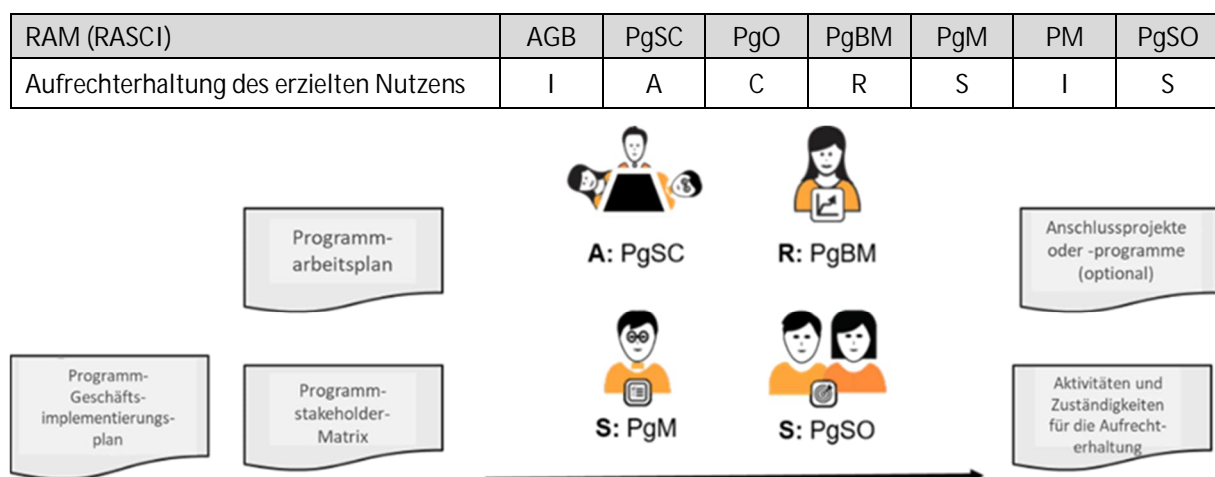 RAM (RASCI) AGB PgSC PgO PgBM PgM PM PgSO
Aufrechterhaltung des erzielten Nutzens I A C R S I S
Programm-
arbeitsplan
A: PgSC
R: PgBM
Anschlussprojekte
oder -programme
(optional)
Programm-
Geschäfts-
implementierungs-
plan
Programm-
stakeholder-
Matrix
S: PgM
S: PgSO
Aktivitäten und
Zuständigkeiten
für die Aufrecht-
erhaltung